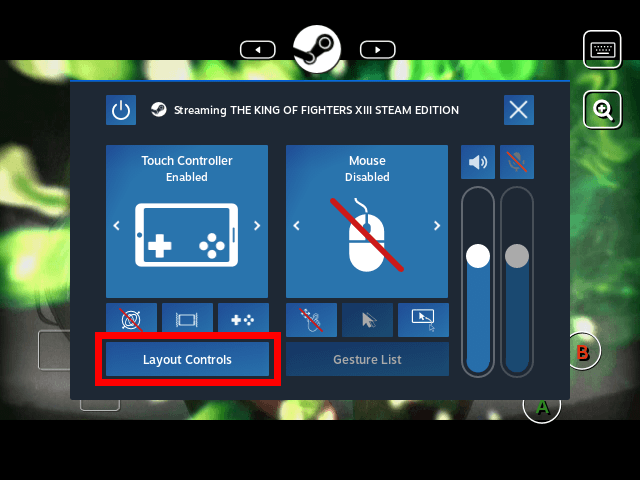 Streaming THE KING OF FIGHTERS XIII STEAM EDITION
Touch Controller
Enabled
Mouse
Disabled
Layout Controls
Gesture List
B
A